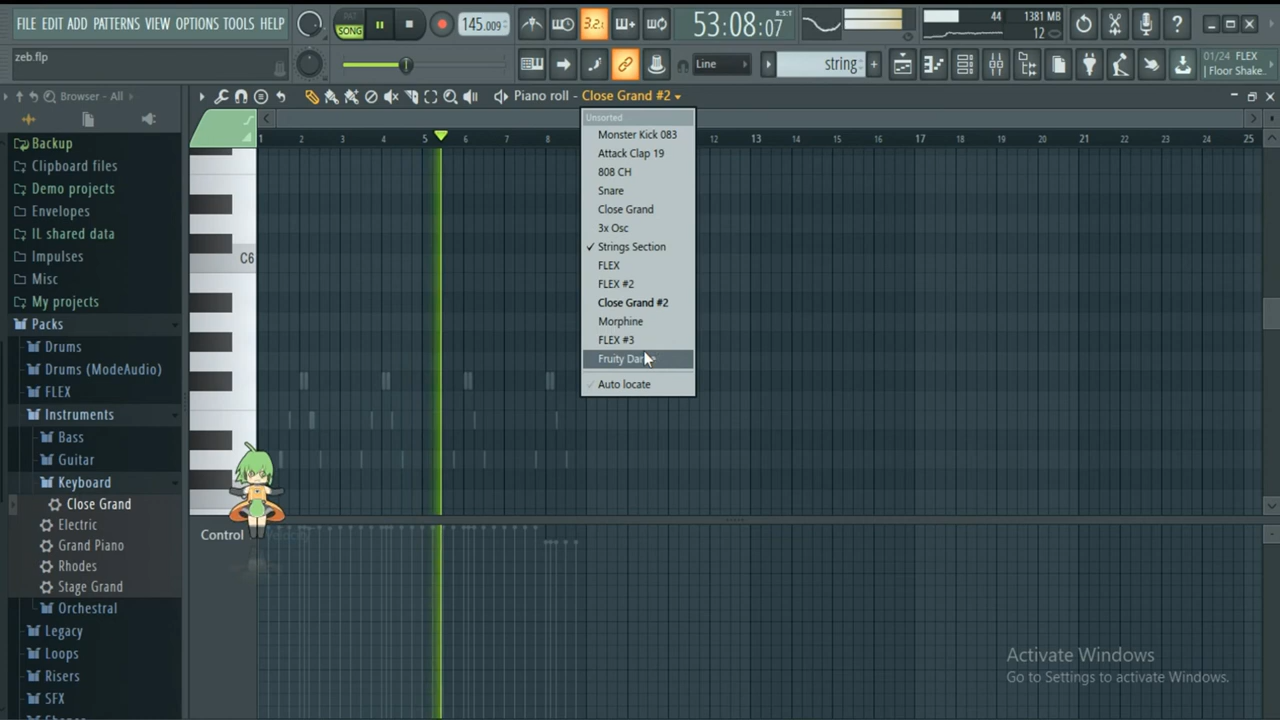 FILE EDIT ADD PATTERNS VIEW OPTIONS TOOLS HELP
PAT
SONG
145.009
3.2.
53:08:07
B:S:T
44
1381 MB
12
zeb.flp
Line
string
01/24 FLEX
Floor Shake..
Browser - All
Piano roll - Close Grand #2
Backup
Clipboard files
Demo projects
Envelopes
IL shared data
Impulses
Misc
My projects
Packs
Drums
Drums (ModeAudio)
FLEX
Instruments
Bass
Guitar
Keyboard
Close Grand
Electric
Grand Piano
Rhodes
Stage Grand
Orchestral
Legacy
Loops
Risers
SFX
1 2 3 4 5 6 7 8 12 13 14 15 16 17 18 19 20 21 22 23 24 25
C6
Unsorted
Monster Kick 083
Attack Clap 19
808 CH
Snare
Close Grand
3x Osc
Strings Section
FLEX
FLEX #2
Close Grand #2
Morphine
FLEX #3
Fruity
Auto locate
Control
Velocity
Activate Windows
Go to Settings to activate Windows.